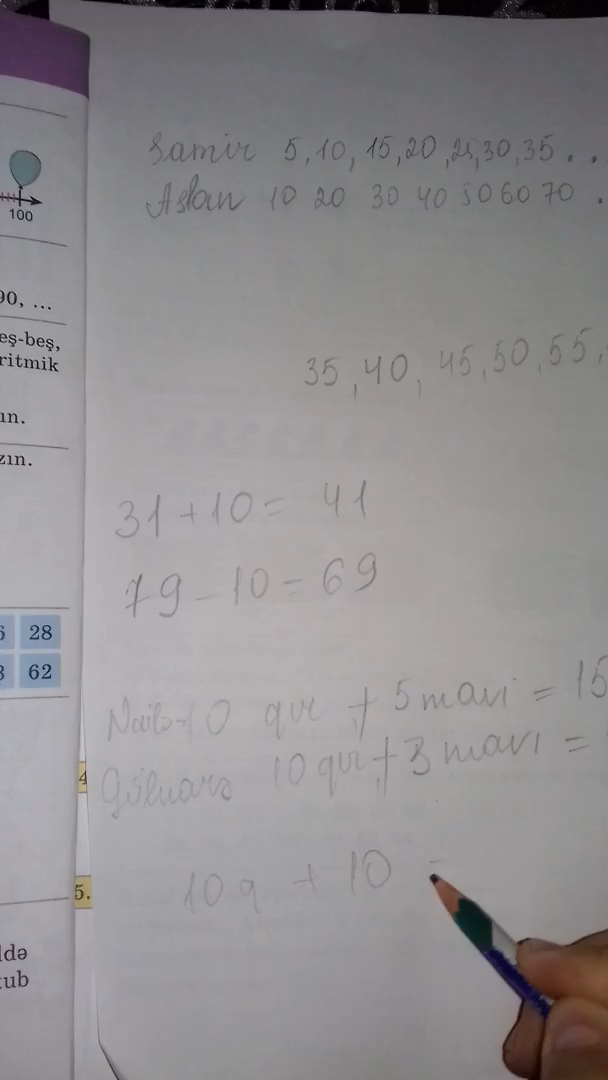 100
90, ...
eş-beş,
ritmik
ın.
zın.
28
62
4
5.
ldə
tub
Samir 5, 10, 15, 20, 25, 30, 35 . .
Aslan 10 20 30 40 50 60 70 .
35, 40, 45, 50, 55,
31 + 10 = 41
79 - 10 = 69
Nailə 10 qır + 5 mavi = 15
Gülnarə 10 qır + 3 mavi =
10 q + 10 =